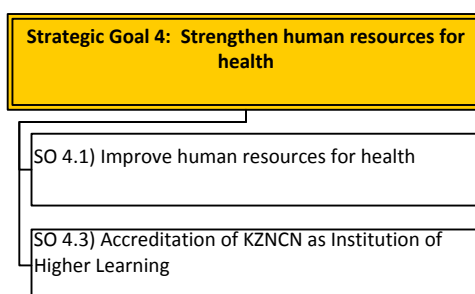 Strategic Goal 4:  Strengthen human resources for
health
SO 4.1) Improve human resources for health
SO 4.3) Accreditation of KZNCN as Institution of
Higher Learning